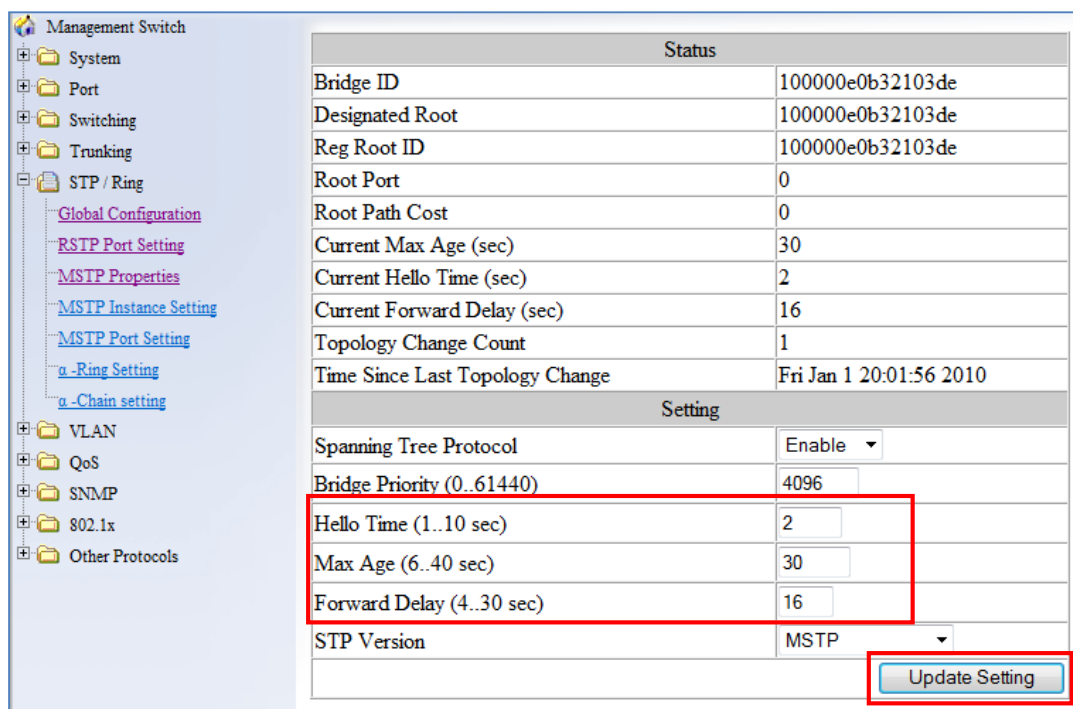 Management Switch
System
Port
Switching
Trunking
STP / Ring
Global Configuration
RSTP Port Setting
MSTP Properties
MSTP Instance Setting
MSTP Port Setting
α -Ring Setting
α -Chain setting
VLAN
QoS
SNMP
802.1x
Other Protocols
Status
Bridge ID 100000e0b32103de
Designated Root 100000e0b32103de
Reg Root ID 100000e0b32103de
Root Port 0
Root Path Cost 0
Current Max Age (sec) 30
Current Hello Time (sec) 2
Current Forward Delay (sec) 16
Topology Change Count 1
Time Since Last Topology Change Fri Jan 1 20:01:56 2010
Setting
Spanning Tree Protocol Enable
Bridge Priority (0..61440) 4096
Hello Time (1..10 sec) 2
Max Age (6..40 sec) 30
Forward Delay (4..30 sec) 16
STP Version MSTP
Update Setting